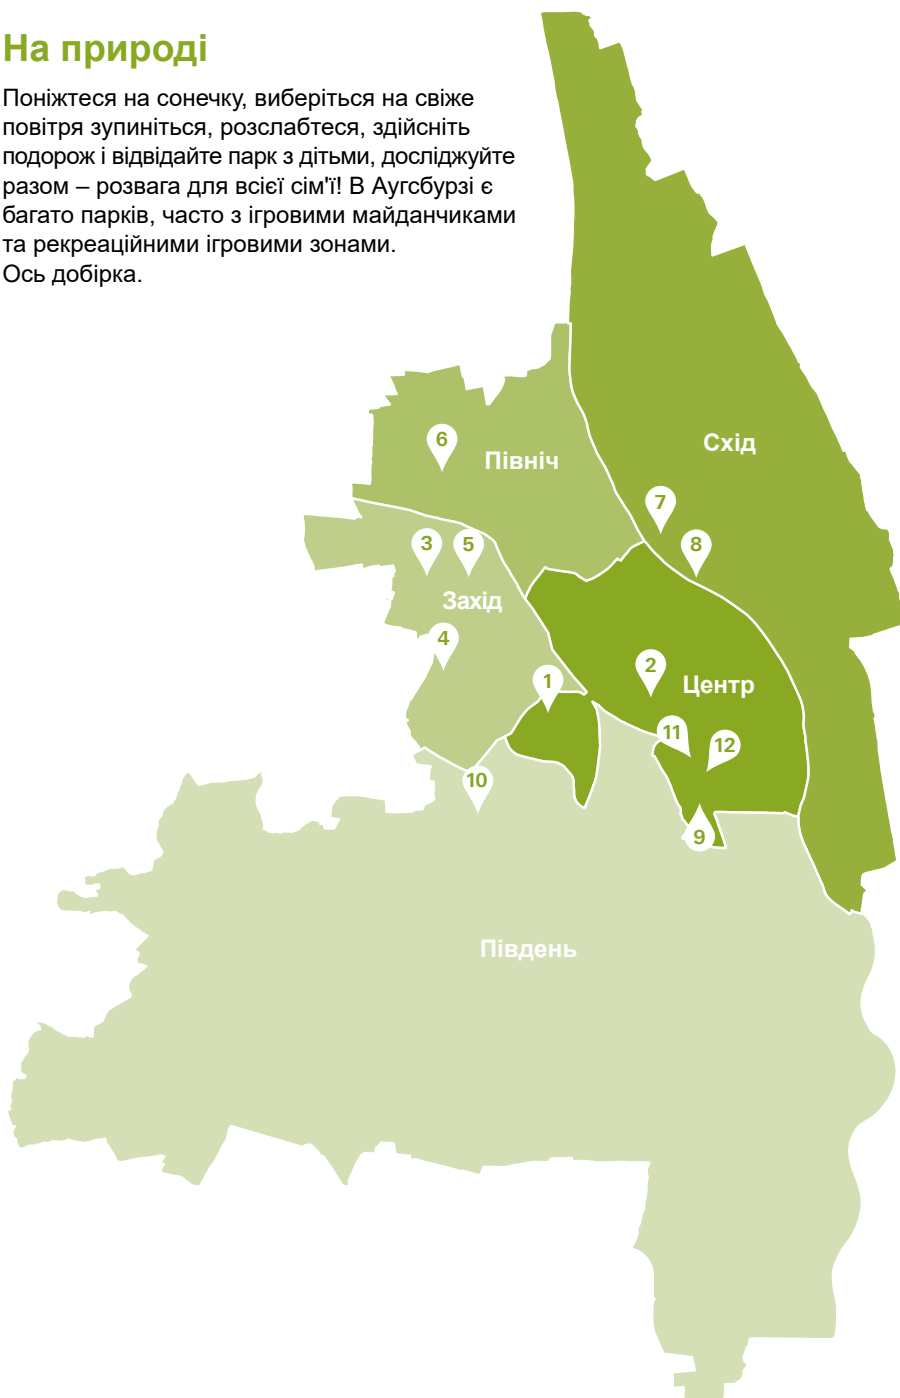 На природі
Поніжтеся на сонечку, виберіться на свіже
повітря зупиніться, розслабтеся, здійсніть
подорож і відвідайте парк з дітьми, досліджуйте
разом – розвага для всієї сім'ї! В Аугсбурзі є
багато парків, часто з ігровими майданчиками
та рекреаційними ігровими зонами.
Ось добірка.
6
Північ
Схід
7
3
5
8
Захід
4
1
2
Центр
11
12
10
9
Південь